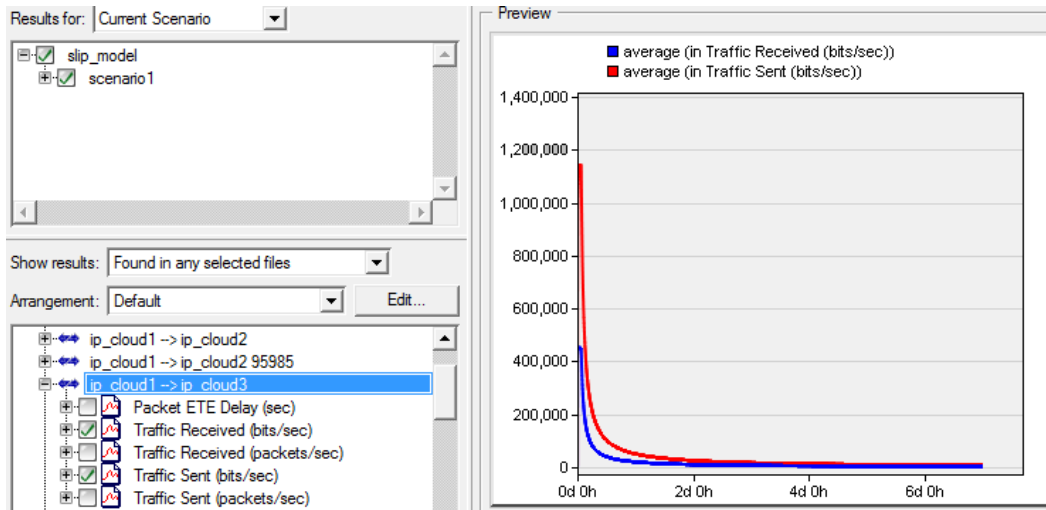 Results for: Current Scenario
slip_model
scenario1
Show results: Found in any selected files
Arrangement: Default Edit...
ip_cloud1 --> ip_cloud2
ip_cloud1 --> ip_cloud2 95985
ip_cloud1 --> ip_cloud3
Packet ETE Delay (sec)
Traffic Received (bits/sec)
Traffic Received (packets/sec)
Traffic Sent (bits/sec)
Traffic Sent (packets/sec)
Preview
average (in Traffic Received (bits/sec))
average (in Traffic Sent (bits/sec))
1,400,000
1,200,000
1,000,000
800,000
600,000
400,000
200,000
0
0d 0h 2d 0h 4d 0h 6d 0h